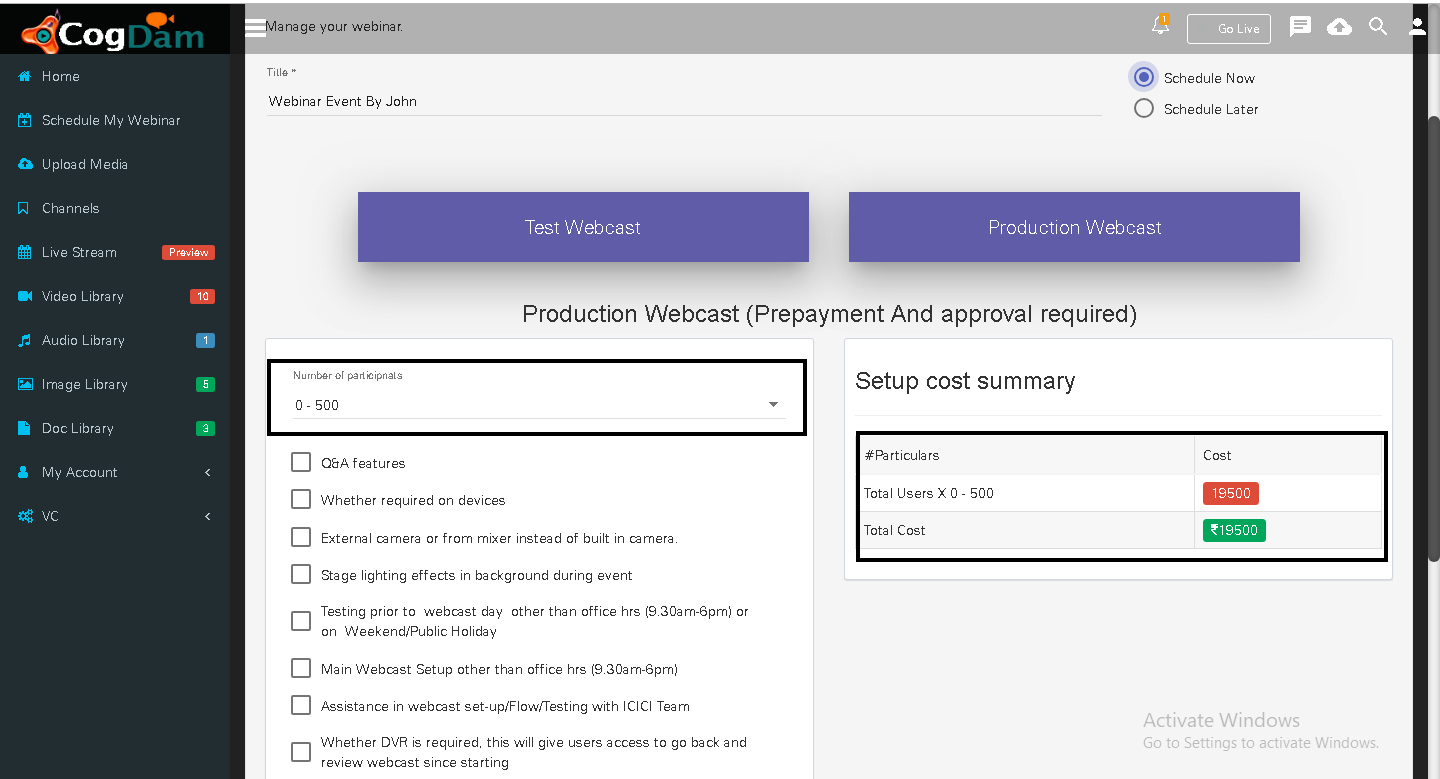 CogDam
Manage your webinar.
1
Go Live
Home
Schedule My Webinar
Upload Media
Channels
Live Stream Preview
Video Library 10
Audio Library 1
Image Library 5
Doc Library 3
My Account
VC
Title *
Webinar Event By John
Schedule Now
Schedule Later
Test Webcast
Production Webcast
Production Webcast (Prepayment And approval required)
Number of participnats
0 - 500
Q&A features
Whether required on devices
External camera or from mixer instead of built in camera.
Stage lighting effects in background during event
Testing prior to webcast day other than office hrs (9.30am-6pm) or
on Weekend/Public Holiday
Main Webcast Setup other than office hrs (9.30am-6pm)
Assistance in webcast set-up/Flow/Testing with ICICI Team
Whether DVR is required, this will give users access to go back and
review webcast since starting
Setup cost summary
#Particulars Cost
Total Users X 0 - 500 19500
Total Cost ₹19500
Activate Windows
Go to Settings to activate Windows.